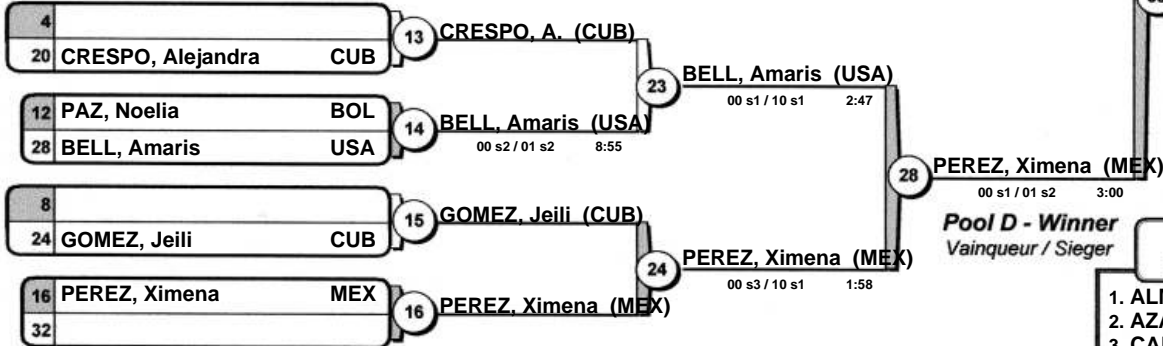 4
20 CRESPO, Alejandra CUB
13 CRESPO, A. (CUB)
12 PAZ, Noelia BOL
28 BELL, Amaris USA
14 BELL, Amaris (USA)
00 s2 / 01 s2 8:55
23 BELL, Amaris (USA)
00 s1 / 10 s1 2:47
8
24 GOMEZ, Jeili CUB
15 GOMEZ, Jeili (CUB)
16 PEREZ, Ximena MEX
32
16 PEREZ, Ximena (MEX)
24 PEREZ, Ximena (MEX)
00 s3 / 10 s1 1:58
28 PEREZ, Ximena (MEX)
00 s1 / 01 s2 3:00
Pool D - Winner
Vainqueur / Sieger
1.
2.
3.